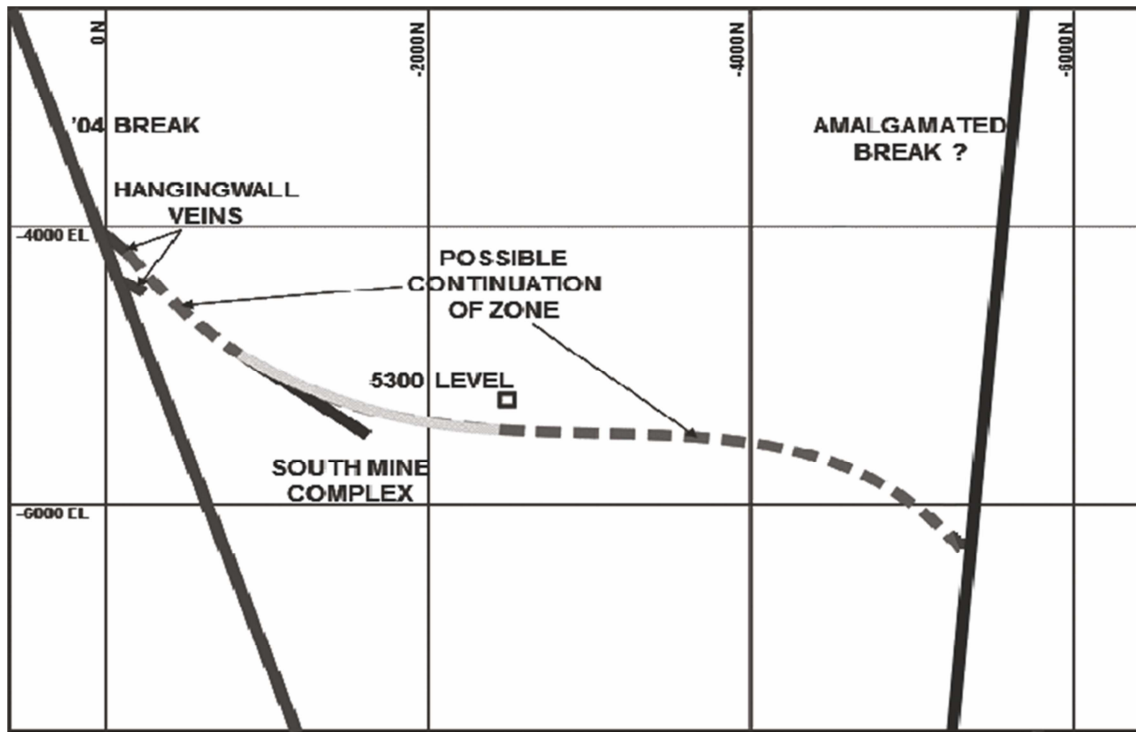 0N
-2000N
-4000N
-6000N
'04 BREAK
AMALGAMATED
BREAK ?
HANGINGWALL
VEINS
-4000 EL
POSSIBLE
CONTINUATION
OF ZONE
5300 LEVEL
SOUTH MINE
COMPLEX
-6000 EL